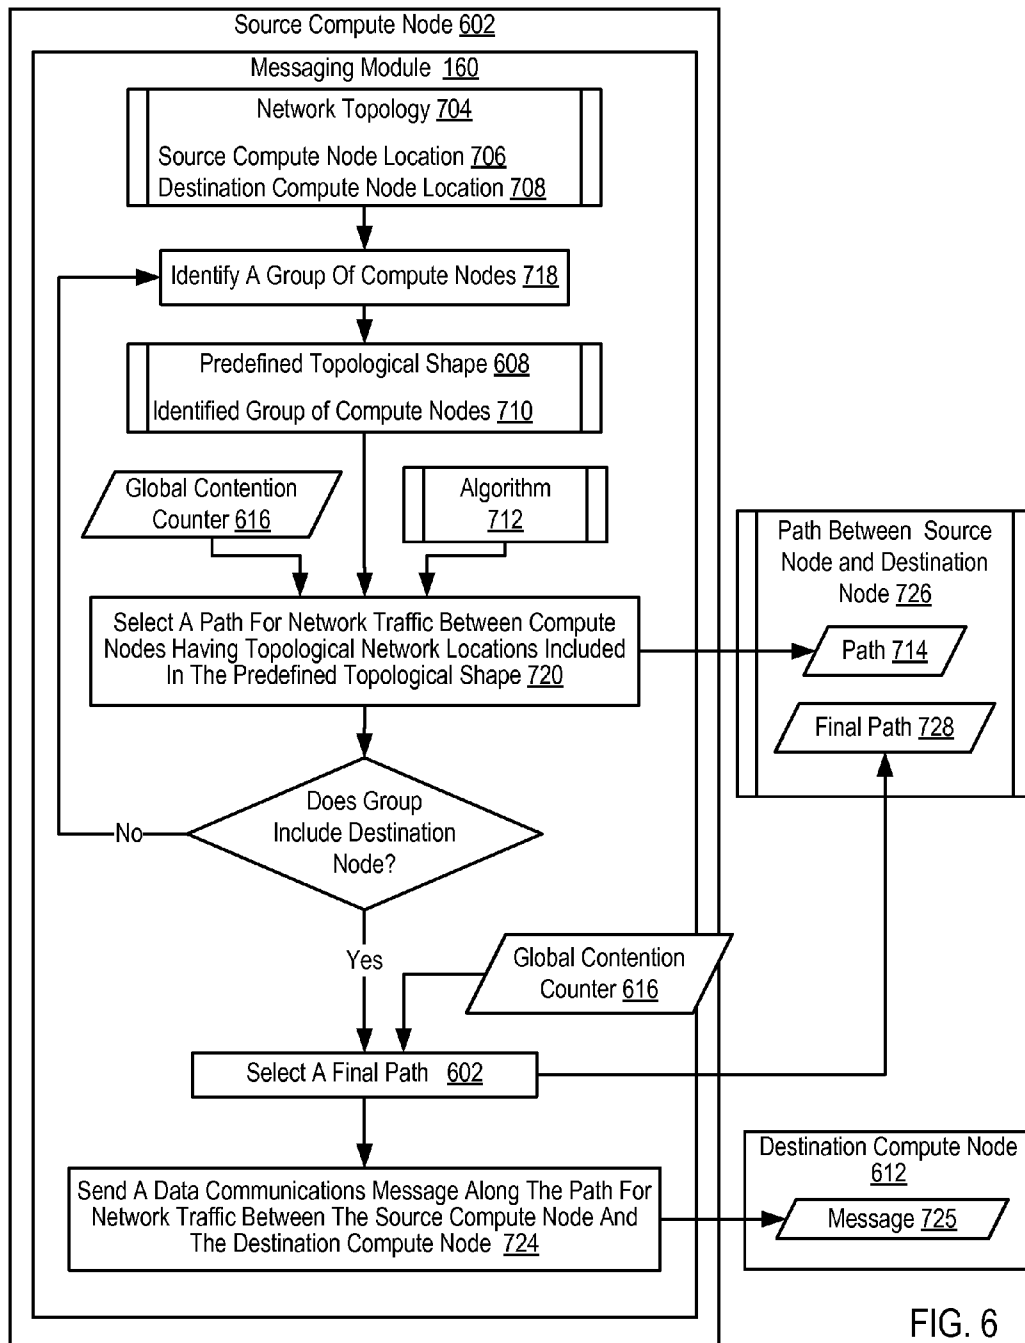 Source Compute Node 602
Messaging Module 160
Network Topology 704
Source Compute Node Location 706
Destination Compute Node Location 708
Identify A Group Of Compute Nodes 718
Predefined Topological Shape 608
Identified Group of Compute Nodes 710
Global Contention
Counter 616
Algorithm
712
Select A Path For Network Traffic Between Compute
Nodes Having Topological Network Locations Included
In The Predefined Topological Shape 720
Path Between Source
Node and Destination
Node 726
Path 714
Final Path 728
Does Group
Include Destination
Node?
No
Yes
Global Contention
Counter 616
Select A Final Path 602
Send A Data Communications Message Along The Path For
Network Traffic Between The Source Compute Node And
The Destination Compute Node 724
Destination Compute Node
612
Message 725
FIG. 6